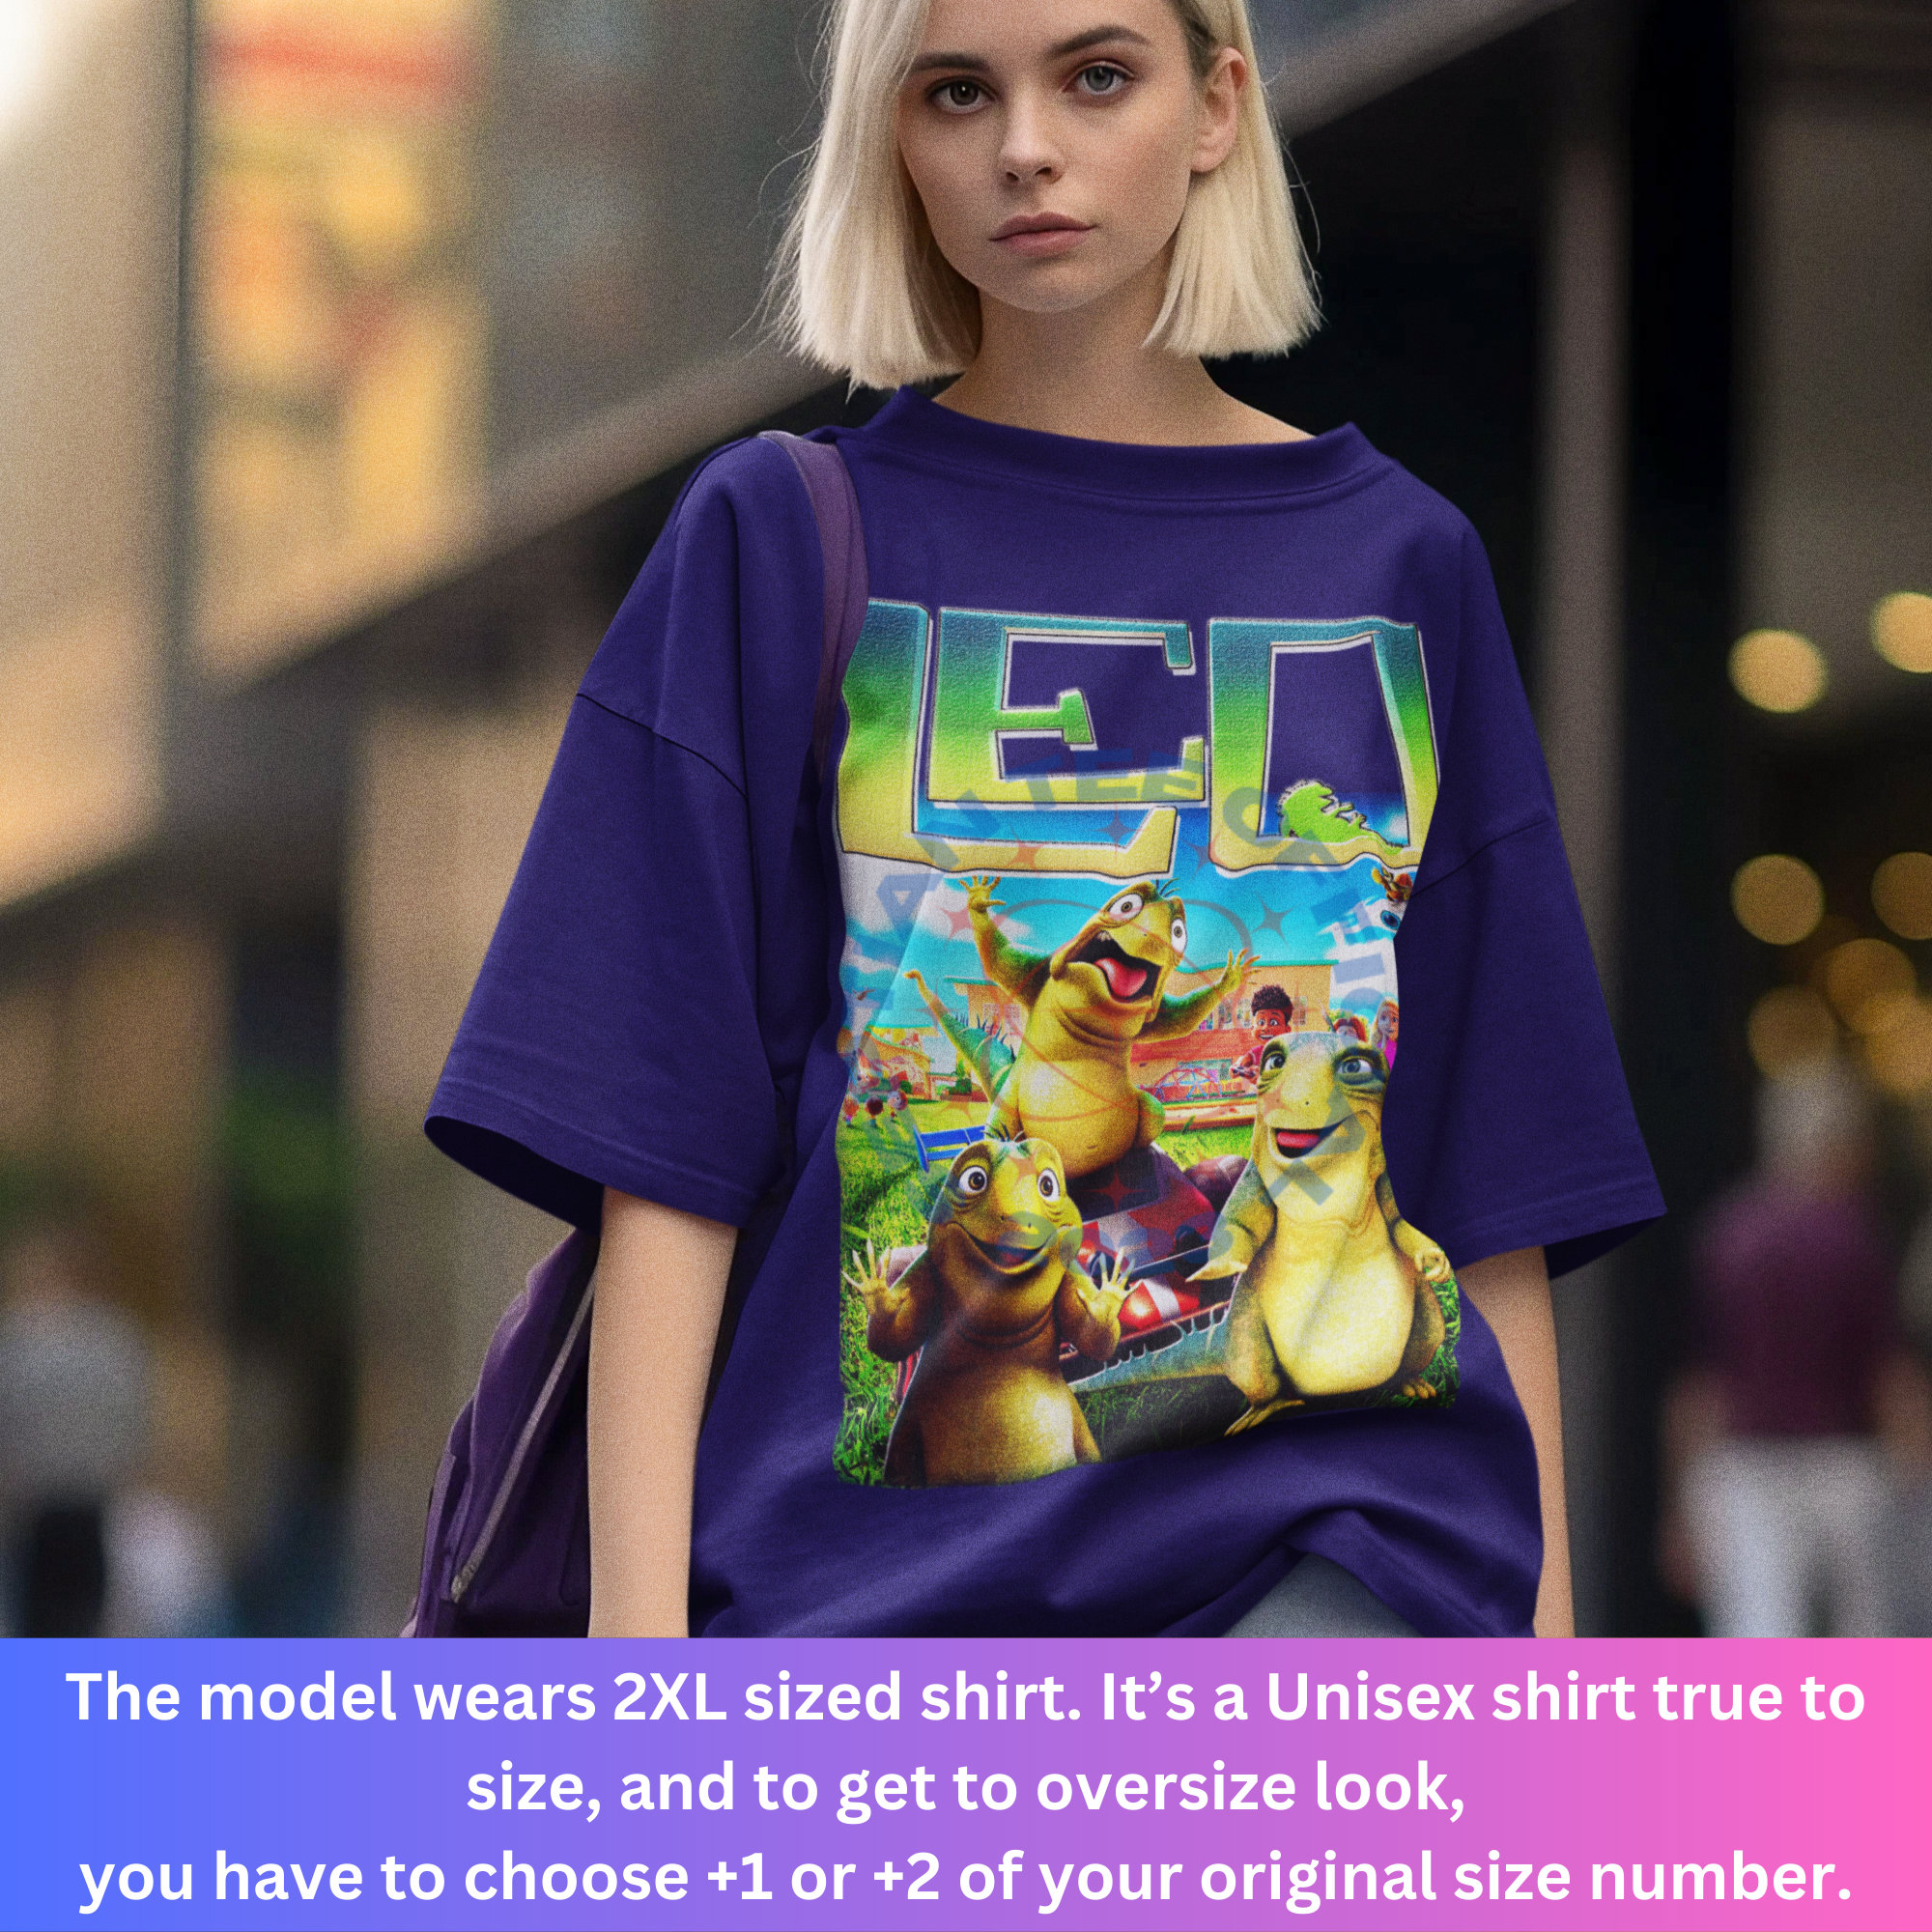 LEO
The model wears 2XL sized shirt. It’s a Unisex shirt true to
size, and to get to oversize look,
you have to choose +1 or +2 of your original size number.